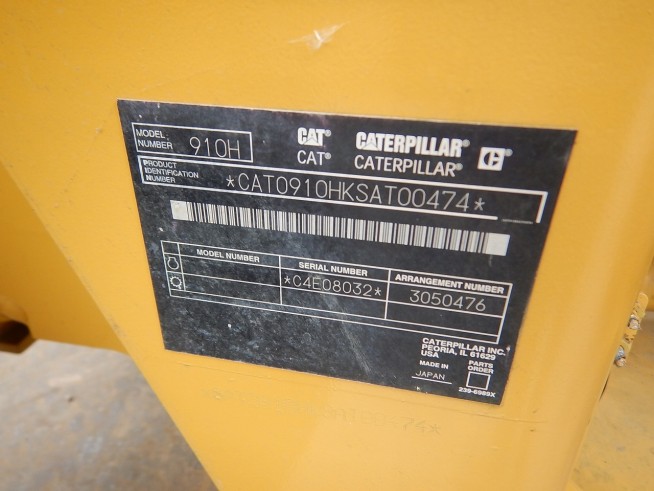 MODEL NUMBER 910H
CAT CATERPILLAR® C
CAT® CATERPILLAR®
PRODUCT IDENTIFICATION NUMBER *CAT0910HKSAT00474*
MODEL NUMBER SERIAL NUMBER ARRANGEMENT NUMBER
*C4E08032* 3050476
CATERPILLAR INC.
PEORIA, IL 61629
USA
MADE IN JAPAN
PARTS ORDER
239-6989X